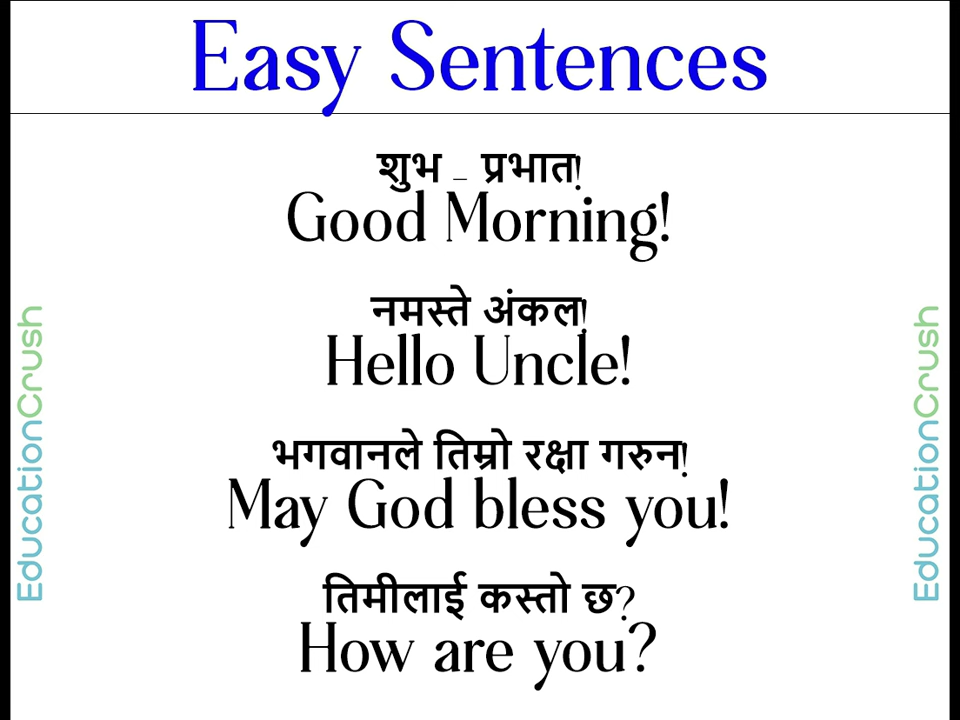 Easy Sentences
शुभ – प्रभात!
Good Morning!
नमस्ते अंकल!
Hello Uncle!
भगवानले तिम्रो रक्षा गरुन!
May God bless you!
तिमीलाई कस्तो छ?
How are you?
EducationCrush
EducationCrush